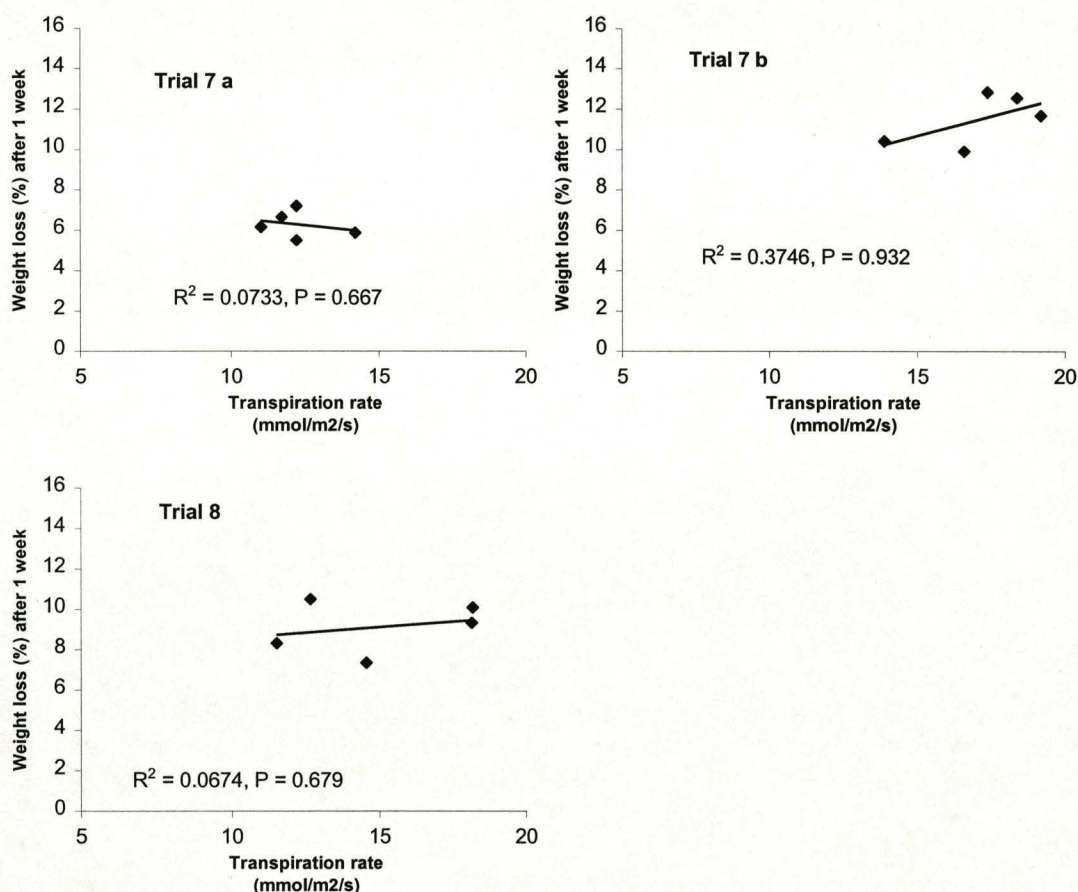 Trial 7 a
Weight loss (%) after 1 week
16
14
12
10
8
6
4
2
0
R² = 0.0733, P = 0.667
5
10
15
20
Transpiration rate
(mmol/m2/s)
Trial 7 b
Weight loss (%) after 1 week
16
14
12
10
8
6
4
2
0
R² = 0.3746, P = 0.932
5
10
15
20
Transpiration rate
(mmol/m2/s)
Trial 8
Weight loss (%) after 1 week
16
14
12
10
8
6
4
2
0
R² = 0.0674, P = 0.679
5
10
15
20
Transpiration rate
(mmol/m2/s)